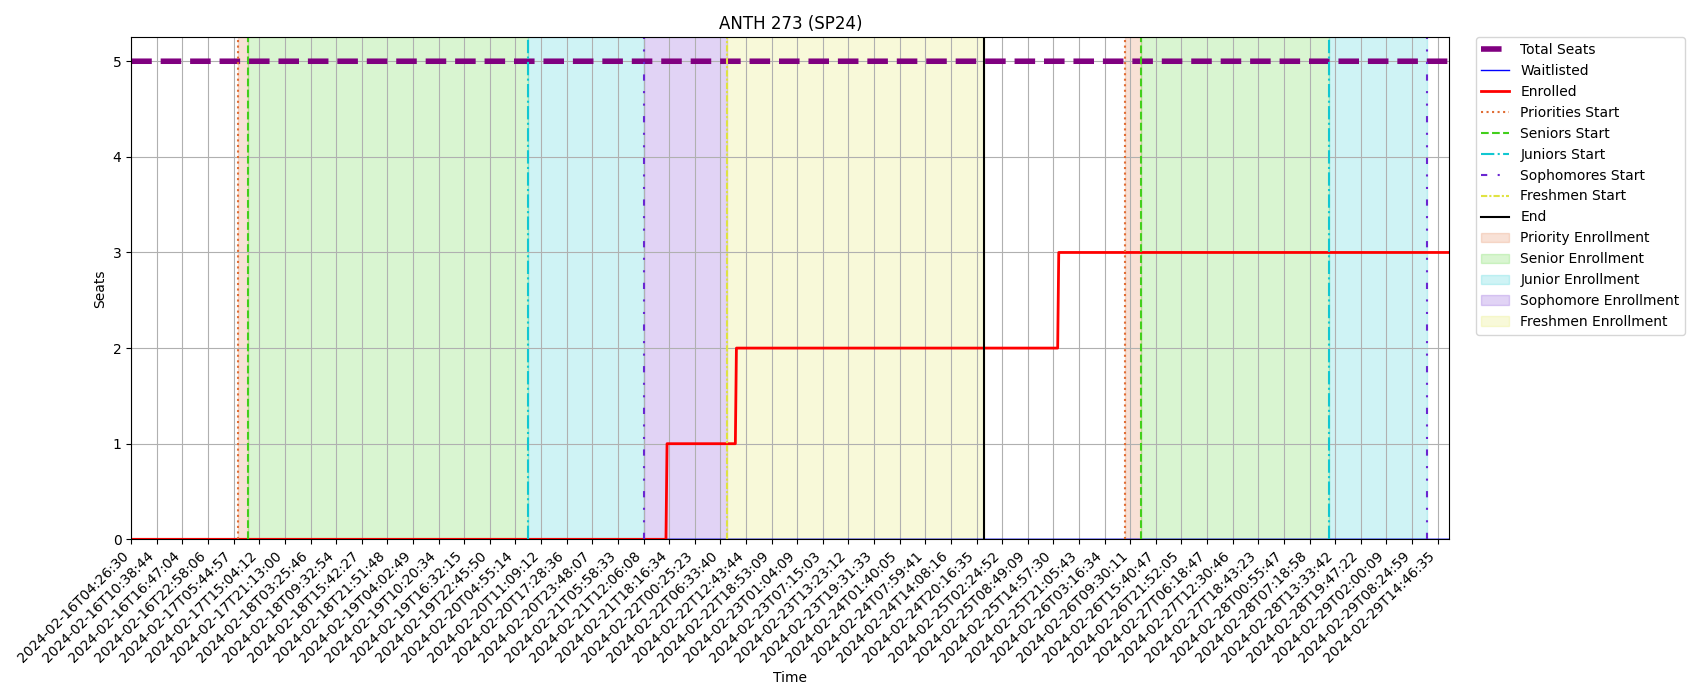 ANTH 273 (SP24)
Seats
5
4
3
2
1
0
2024-02-16T04:26:30
2024-02-16T10:38:44
2024-02-16T16:47:04
2024-02-16T22:58:06
2024-02-17T05:44:57
2024-02-17T15:04:12
2024-02-17T21:13:00
2024-02-18T03:25:46
2024-02-18T09:32:54
2024-02-18T15:42:27
2024-02-18T21:51:48
2024-02-19T04:02:49
2024-02-19T10:20:34
2024-02-19T16:32:15
2024-02-19T22:45:50
2024-02-20T04:55:14
2024-02-20T11:09:12
2024-02-20T17:28:36
2024-02-20T23:48:07
2024-02-21T05:58:33
2024-02-21T12:06:08
2024-02-21T18:16:34
2024-02-22T00:25:23
2024-02-22T06:33:40
2024-02-22T12:43:44
2024-02-22T18:53:09
2024-02-23T01:04:09
2024-02-23T07:15:03
2024-02-23T13:23:12
2024-02-23T19:31:33
2024-02-24T01:40:05
2024-02-24T07:59:41
2024-02-24T14:08:16
2024-02-24T20:16:35
2024-02-25T02:24:52
2024-02-25T08:49:09
2024-02-25T14:57:30
2024-02-25T21:05:43
2024-02-26T03:16:34
2024-02-26T09:30:11
2024-02-26T15:40:47
2024-02-26T21:52:05
2024-02-27T06:18:47
2024-02-27T12:30:46
2024-02-27T18:43:23
2024-02-28T00:55:47
2024-02-28T07:18:58
2024-02-28T13:33:42
2024-02-28T19:47:22
2024-02-29T02:00:09
2024-02-29T08:24:59
2024-02-29T14:46:35
Time
Total Seats
Waitlisted
Enrolled
Priorities Start
Seniors Start
Juniors Start
Sophomores Start
Freshmen Start
End
Priority Enrollment
Senior Enrollment
Junior Enrollment
Sophomore Enrollment
Freshmen Enrollment